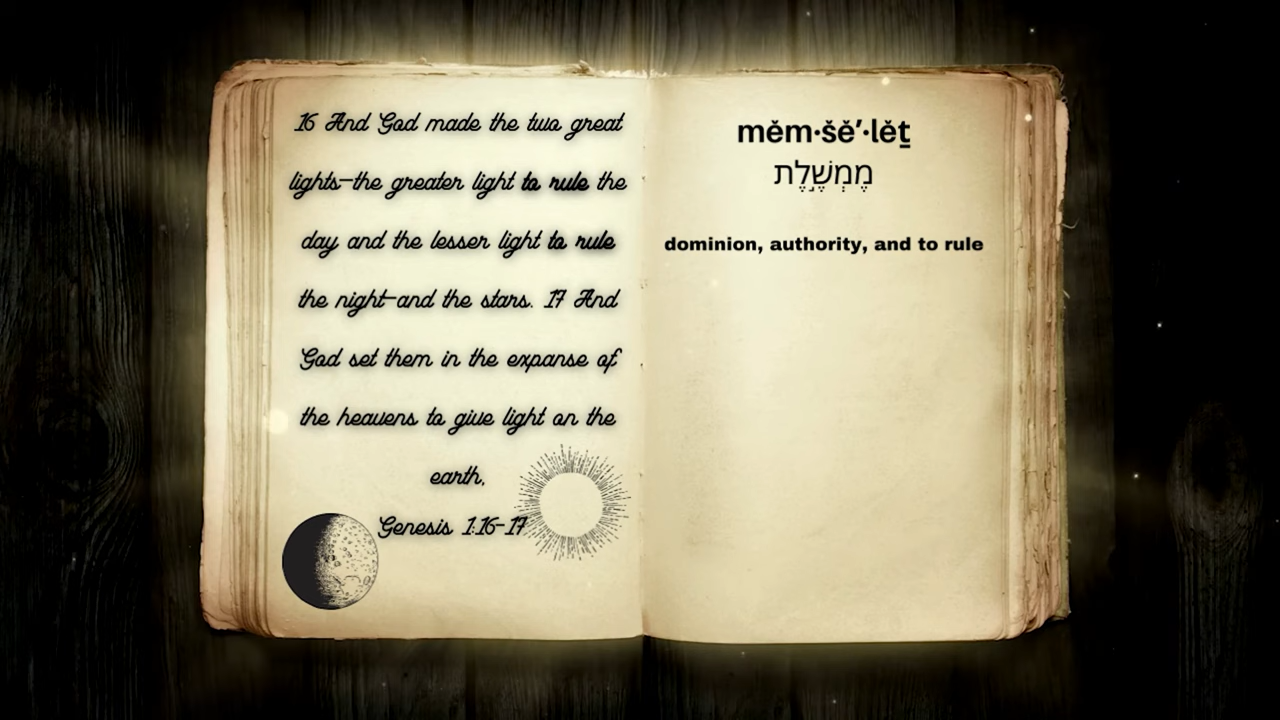 16 And God made the two great
lights—the greater light to rule the
day and the lesser light to rule
the night—and the stars. 17 And
God set them in the expanse of
the heavens to give light on the
earth,
Genesis 1:16-17
mĕm·šĕʹ·lĕṯ
מֶמְשֶׁ֣לֶת
dominion, authority, and to rule